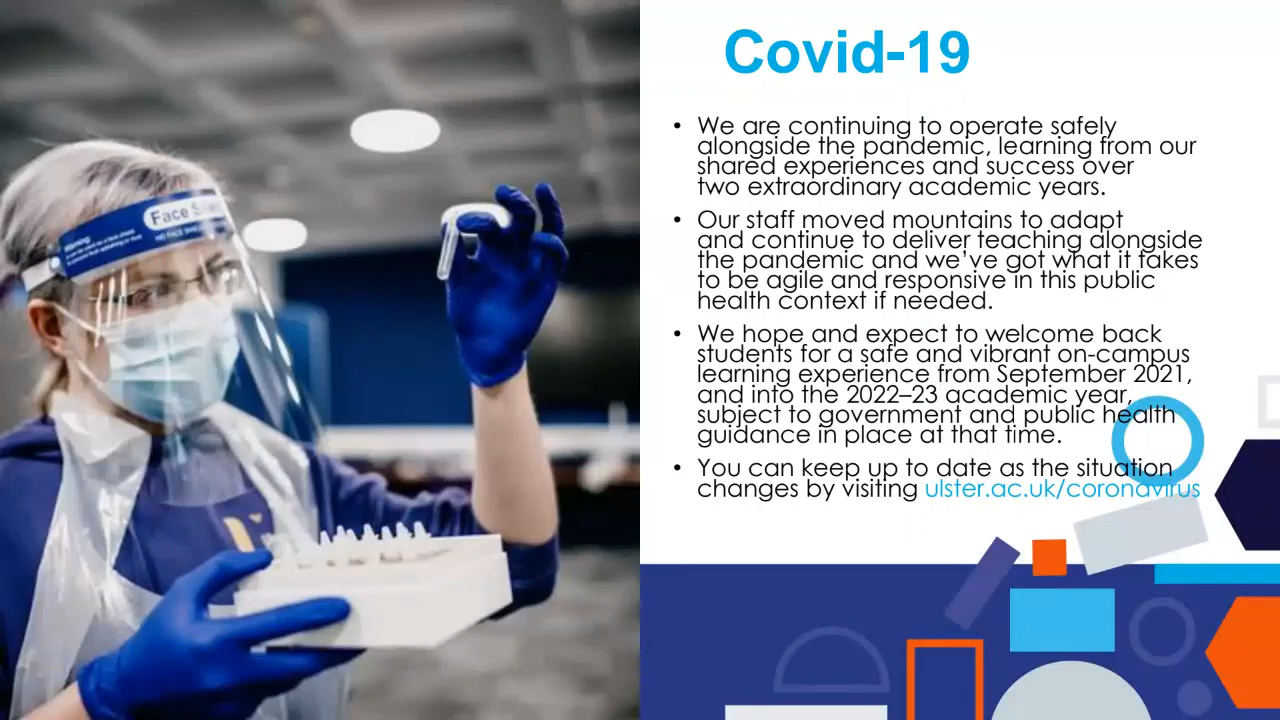 Covid-19
• We are continuing to operate safely
alongside the pandemic, learning from our
shared experiences and success over
two extraordinary academic years.
• Our staff moved mountains to adapt
and continue to deliver teaching alongside
the pandemic and we’ve got what it takes
to be agile and responsive in this public
health context if needed.
• We hope and expect to welcome back
students for a safe and vibrant on-campus
learning experience from September 2021,
and into the 2022–23 academic year,
subject to government and public health
guidance in place at that time.
• You can keep up to date as the situation
changes by visiting ulster.ac.uk/coronavirus
Face